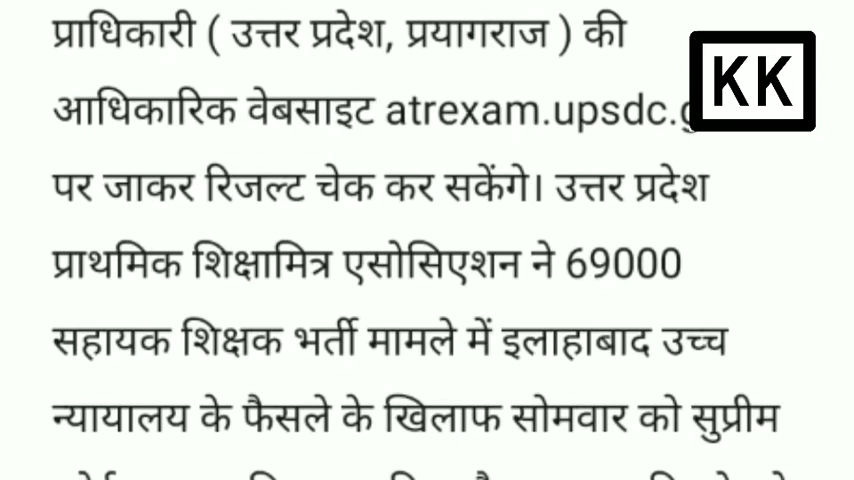 प्राधिकारी ( उत्तर प्रदेश, प्रयागराज ) की
KK
आधिकारिक वेबसाइट atrexam.upsdc.g
पर जाकर रिजल्ट चेक कर सकेंगे। उत्तर प्रदेश
प्राथमिक शिक्षामित्र एसोसिएशन ने 69000
सहायक शिक्षक भर्ती मामले में इलाहाबाद उच्च
न्यायालय के फैसले के खिलाफ सोमवार को सुप्रीम